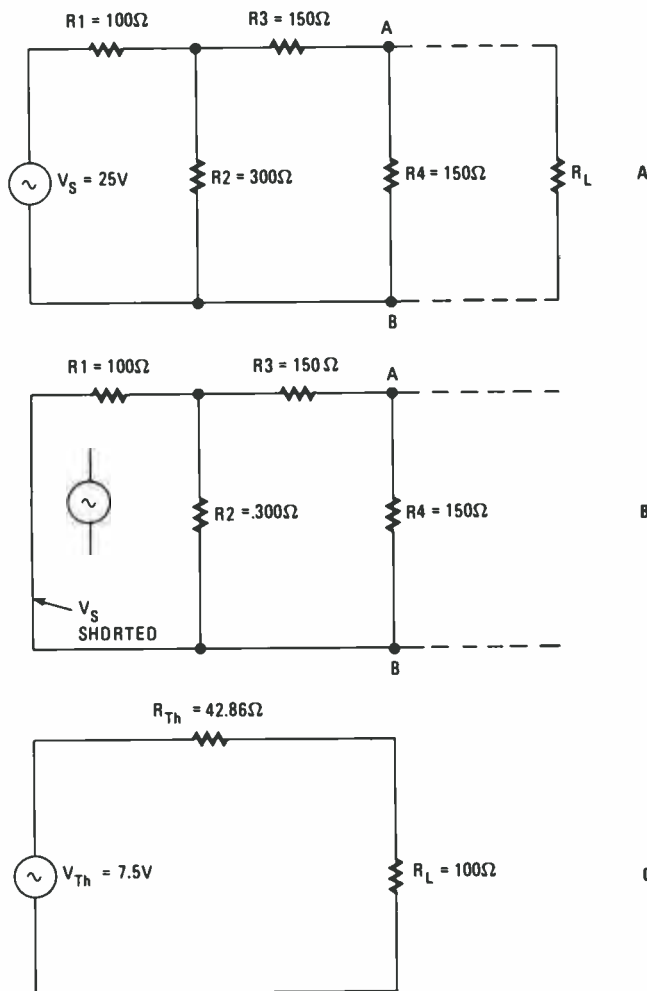 R1 = 100Ω
R3 = 150Ω
A
V_S = 25V
R2 = 300Ω
R4 = 150Ω
R_L
A
B
R1 = 100Ω
R3 = 150Ω
A
R2 = .300Ω
R4 = 150Ω
B
V_S
SHORTED
B
R_Th = 42.86Ω
V_Th = 7.5V
R_L = 100Ω